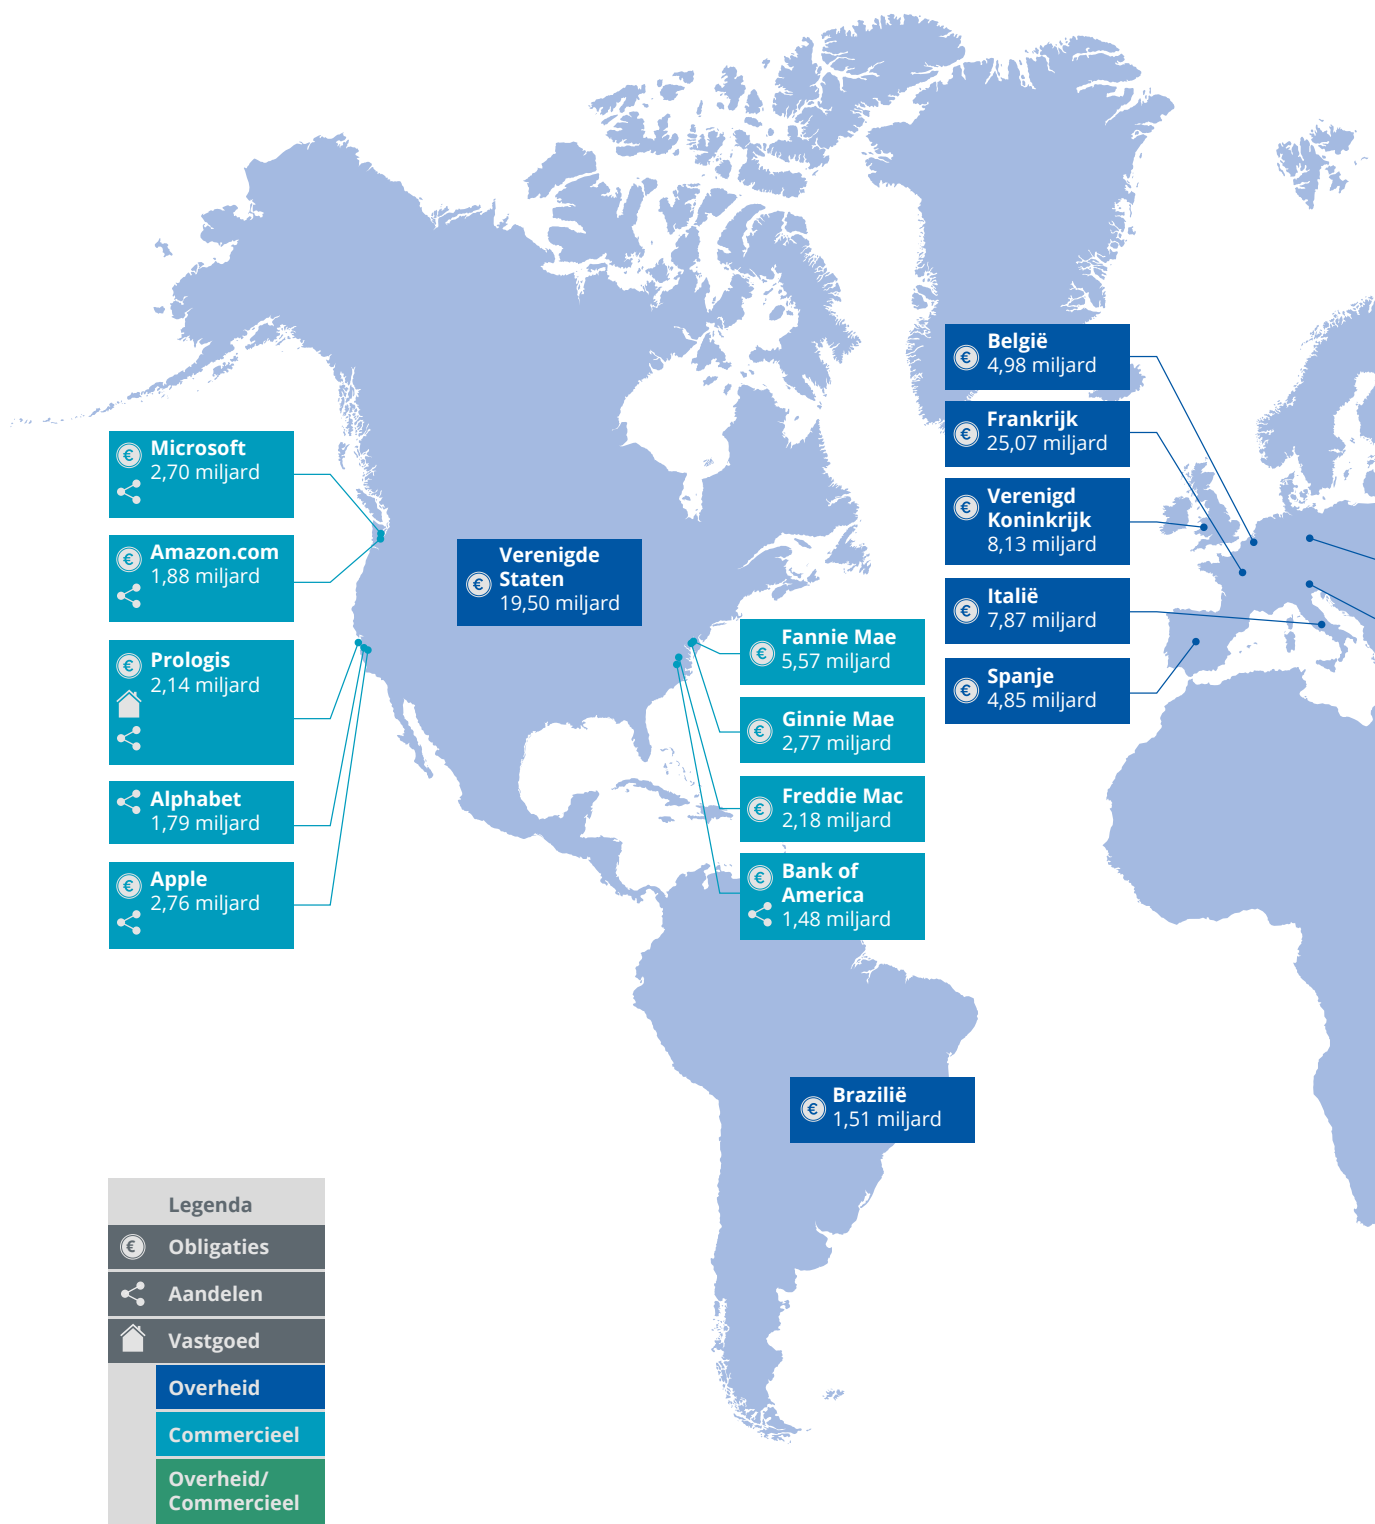 België
4,98 miljard
Frankrijk
25,07 miljard
Verenigd
Koninkrijk
8,13 miljard
Italië
7,87 miljard
Spanje
4,85 miljard
Microsoft
2,70 miljard
Amazon.com
1,88 miljard
Prologis
2,14 miljard
Alphabet
1,79 miljard
Apple
2,76 miljard
Verenigde
Staten
19,50 miljard
Fannie Mae
5,57 miljard
Ginnie Mae
2,77 miljard
Freddie Mac
2,18 miljard
Bank of
America
1,48 miljard
Brazilië
1,51 miljard
Legenda
€ Obligaties
Aandelen
Vastgoed
Overheid
Commercieel
Overheid/
Commercieel